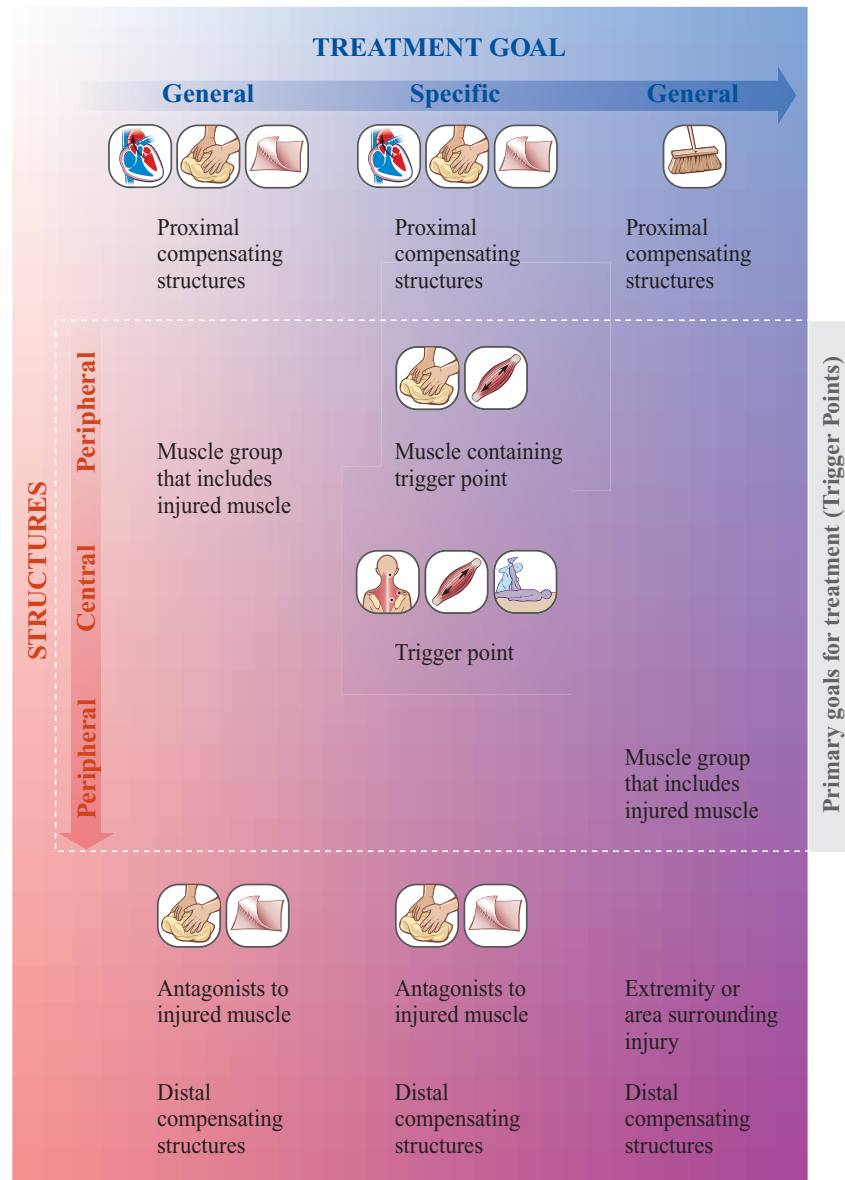 TREATMENT GOAL
General
Specific
General
Proximal
compensating
structures
Proximal
compensating
structures
Proximal
compensating
structures
STRUCTURES
Peripheral
Central
Peripheral
Muscle group
that includes
injured muscle
Muscle containing
trigger point
Trigger point
Muscle group
that includes
injured muscle
Primary goals for treatment (Trigger Points)
Antagonists to
injured muscle
Antagonists to
injured muscle
Extremity or
area surrounding
injury
Distal
compensating
structures
Distal
compensating
structures
Distal
compensating
structures